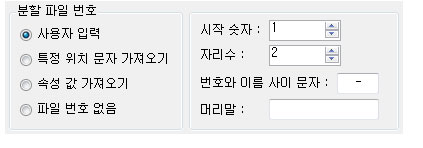 분할 파일 번호
사용자 입력
특정 위치 문자 가져오기
속성 값 가져오기
파일 번호 없음
시작 숫자 : 1
자리수 : 2
번호와 이름 사이 문자 : -
머리말 :